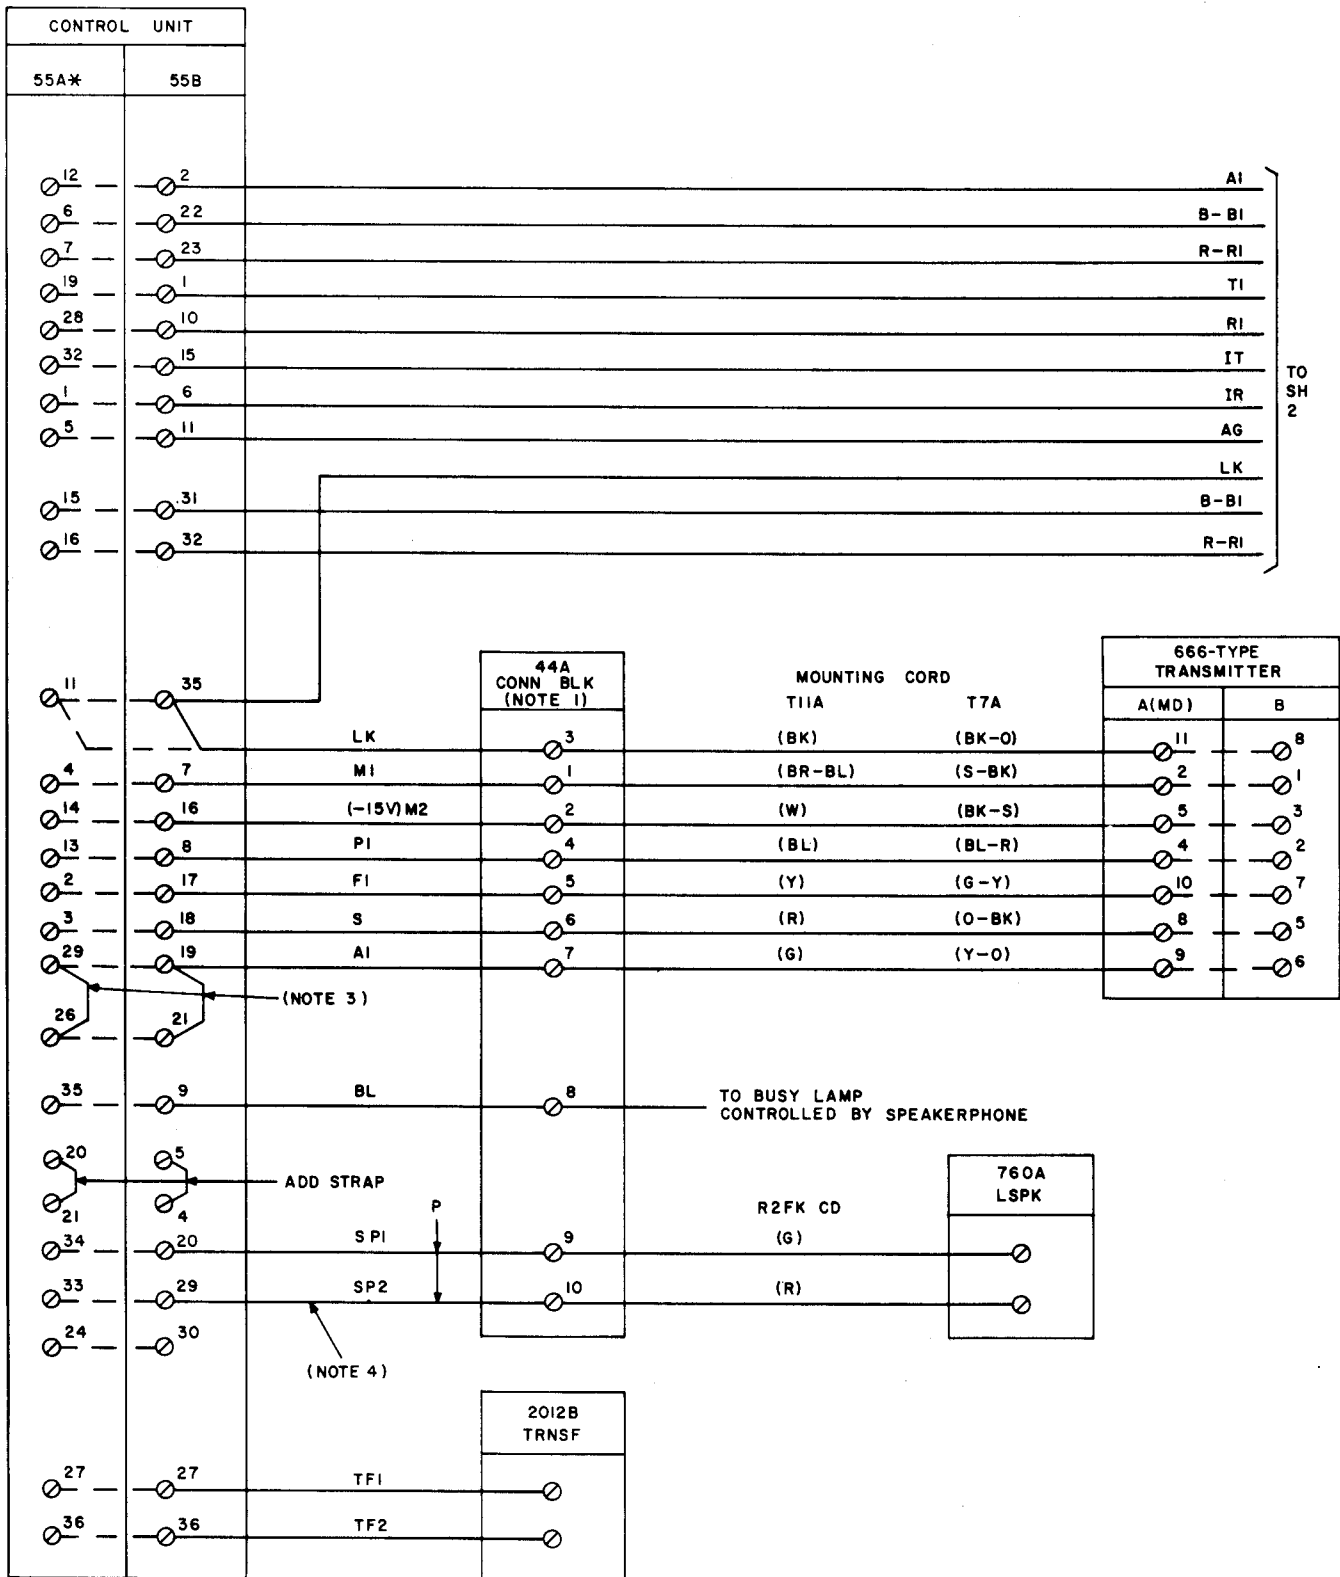 CONTROL UNIT
55A* 55B
12 2 A1
6 22 B-B1
7 23 R-R1
19 1 T1
28 10 R1
32 15 IT
1 6 IR
5 11 AG
LK
15 31 B-B1
16 32 R-R1
TO
SH
2
44A
CONN BLK
(NOTE 1)
MOUNTING CORD
T11A T7A
666-TYPE
TRANSMITTER
A(MD) B
11 35
LK 3 (BK) (BK-O) 11 8
4 7 M1 1 (BR-BL) (S-BK) 2 1
14 16 (-15V)M2 2 (W) (BK-S) 5 3
13 8 P1 4 (BL) (BL-R) 4 2
2 17 F1 5 (Y) (G-Y) 10 7
3 18 S 6 (R) (O-BK) 8 5
29 19 A1 7 (G) (Y-O) 9 6
(NOTE 3)
26 21
35 9 BL 8 TO BUSY LAMP
CONTROLLED BY SPEAKERPHONE
20 5
ADD STRAP
21 4
760A
LSPK
P
R2FK CD
34 20 SP1 9 (G)
33 29 SP2 10 (R)
24 30
(NOTE 4)
2012B
TRNSF
27 27 TF1
36 36 TF2